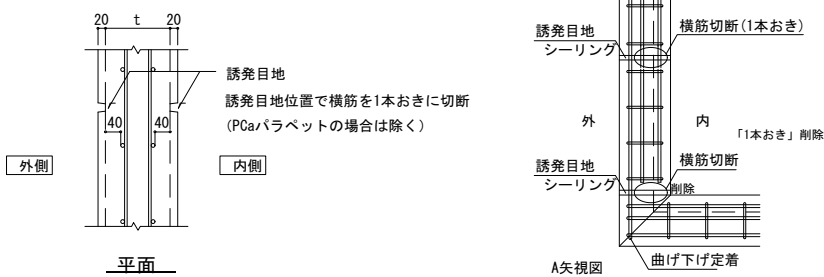 20 t 20
誘発目地
誘発目地位置で横筋を1本おきに切断
(PCaパラペットの場合は除く)
40 40
外側
内側
平面
誘発目地
シーリング
横筋切断(1本おき)
外
内
「1本おき」削除
誘発目地
シーリング
横筋切断
削除
A矢視図
曲げ下げ定着